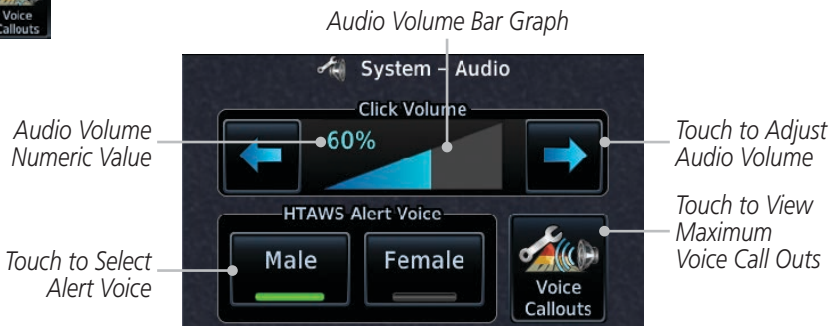 Voice
Callouts
Audio Volume Bar Graph
System – Audio
Click Volume
60%
Audio Volume
Numeric Value
Touch to Adjust
Audio Volume
HTAWS Alert Voice
Male
Female
Touch to Select
Alert Voice
Voice
Callouts
Touch to View
Maximum
Voice Call Outs